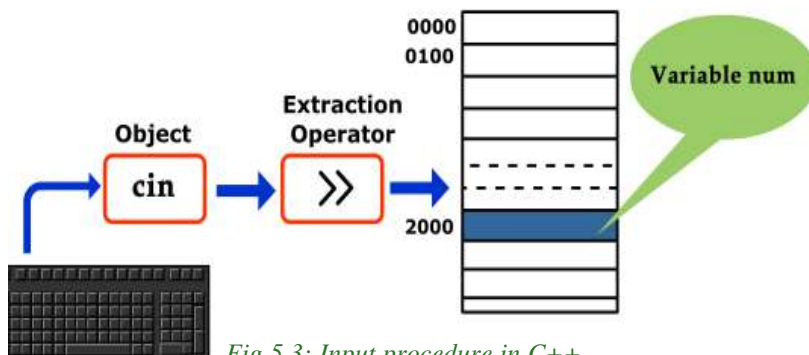 0000
0100
Variable num
Extraction
Operator
Object
cin
>>
2000
Fig 5.3: Input procedure in C++